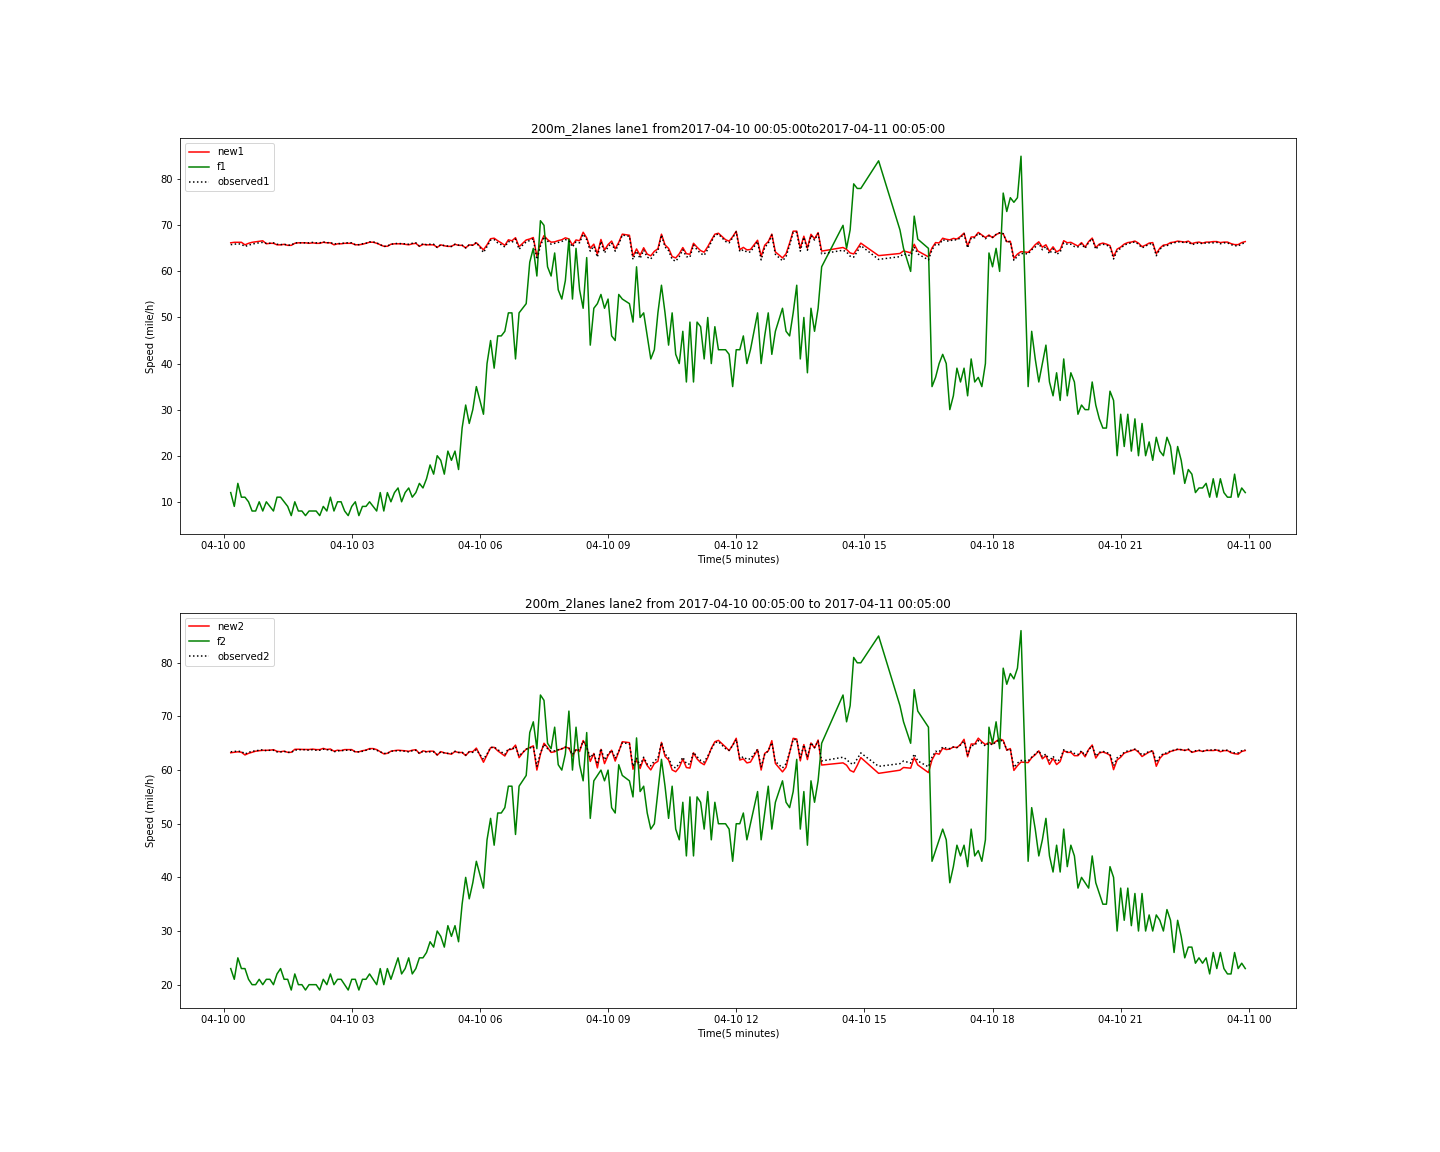 200m_2lanes lane1 from2017-04-10 00:05:00to2017-04-11 00:05:00
new1
f1
observed1
80
70
60
50
40
30
20
10
Speed (mile/h)
04-10 00 04-10 03 04-10 06 04-10 09 04-10 12 04-10 15 04-10 18 04-10 21 04-11 00
Time(5 minutes)
200m_2lanes lane2 from 2017-04-10 00:05:00 to 2017-04-11 00:05:00
new2
f2
observed2
80
70
60
50
40
30
20
Speed (mile/h)
04-10 00 04-10 03 04-10 06 04-10 09 04-10 12 04-10 15 04-10 18 04-10 21 04-11 00
Time(5 minutes)